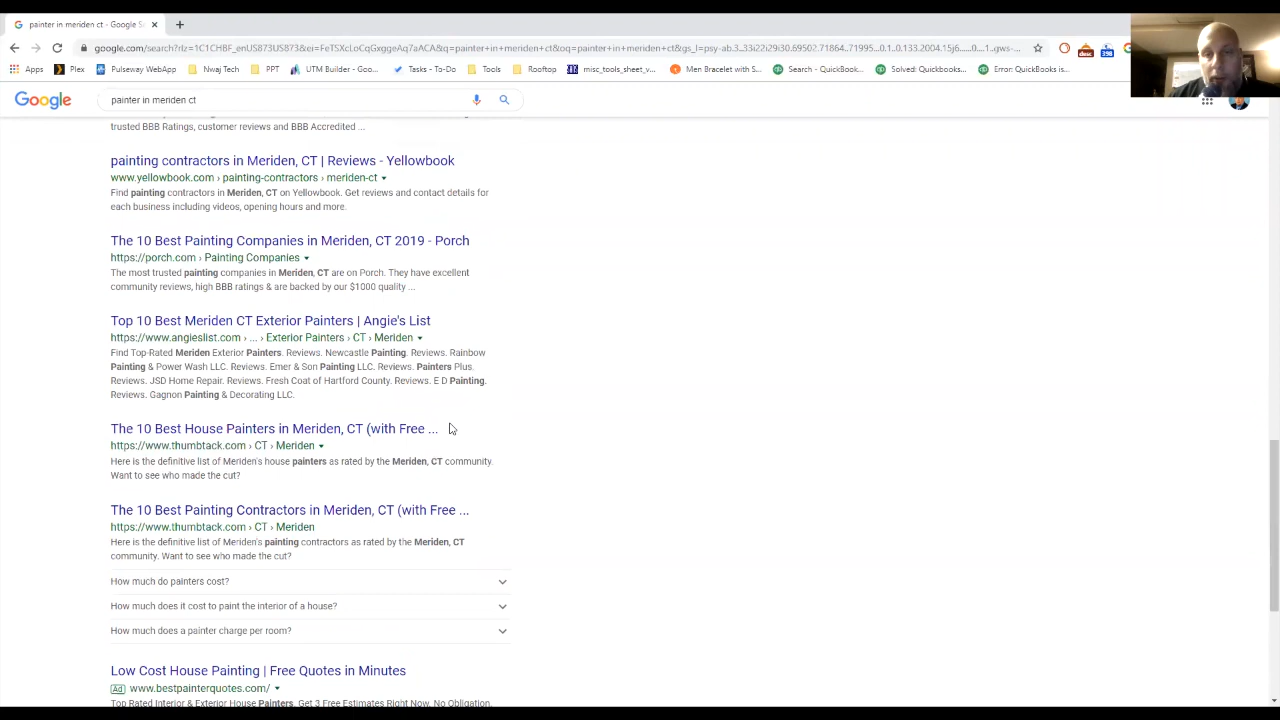 painter in meriden ct - Google Se
google.com/search?rlz=1C1CHBF_enUS873US873&ei=FeTSXcLoCqGxggeAq7aACA&q=painter+in+meriden+ct&oq=painter+in+meriden+ct&gs_l=psy-ab.3..33i22i29i30.69502.71864..71995...0.1..0.133.2004.15j6......0....1..gws-...
Apps Plex Pulseway WebApp Nwaj Tech PPT UTM Builder - Goo... Tasks - To-Do Tools Rooftop misc_tools_sheet_v... Men Bracelet with S... Search - QuickBook... Solved: Quickbooks... Error: QuickBooks is...
desc
398
Google
painter in meriden ct
trusted BBB Ratings, customer reviews and BBB Accredited ...
painting contractors in Meriden, CT | Reviews - Yellowbook
www.yellowbook.com › painting-contractors › meriden-ct
Find painting contractors in Meriden, CT on Yellowbook. Get reviews and contact details for
each business including videos, opening hours and more.
The 10 Best Painting Companies in Meriden, CT 2019 - Porch
https://porch.com › Painting Companies
The most trusted painting companies in Meriden, CT are on Porch. They have excellent
community reviews, high BBB ratings & are backed by our $1000 quality ...
Top 10 Best Meriden CT Exterior Painters | Angie's List
https://www.angieslist.com › ... › Exterior Painters › CT › Meriden
Find Top-Rated Meriden Exterior Painters. Reviews. Newcastle Painting. Reviews. Rainbow
Painting & Power Wash LLC. Reviews. Emer & Son Painting LLC. Reviews. Painters Plus.
Reviews. JSD Home Repair. Reviews. Fresh Coat of Hartford County. Reviews. E D Painting.
Reviews. Gagnon Painting & Decorating LLC.
The 10 Best House Painters in Meriden, CT (with Free ...
https://www.thumbtack.com › CT › Meriden
Here is the definitive list of Meriden's house painters as rated by the Meriden, CT community.
Want to see who made the cut?
The 10 Best Painting Contractors in Meriden, CT (with Free ...
https://www.thumbtack.com › CT › Meriden
Here is the definitive list of Meriden's painting contractors as rated by the Meriden, CT
community. Want to see who made the cut?
How much do painters cost?
How much does it cost to paint the interior of a house?
How much does a painter charge per room?
Low Cost House Painting | Free Quotes in Minutes
Ad www.bestpainterquotes.com/
Top Rated Interior & Exterior House Painters. Get 3 Free Estimates Right Now. No Obligation.